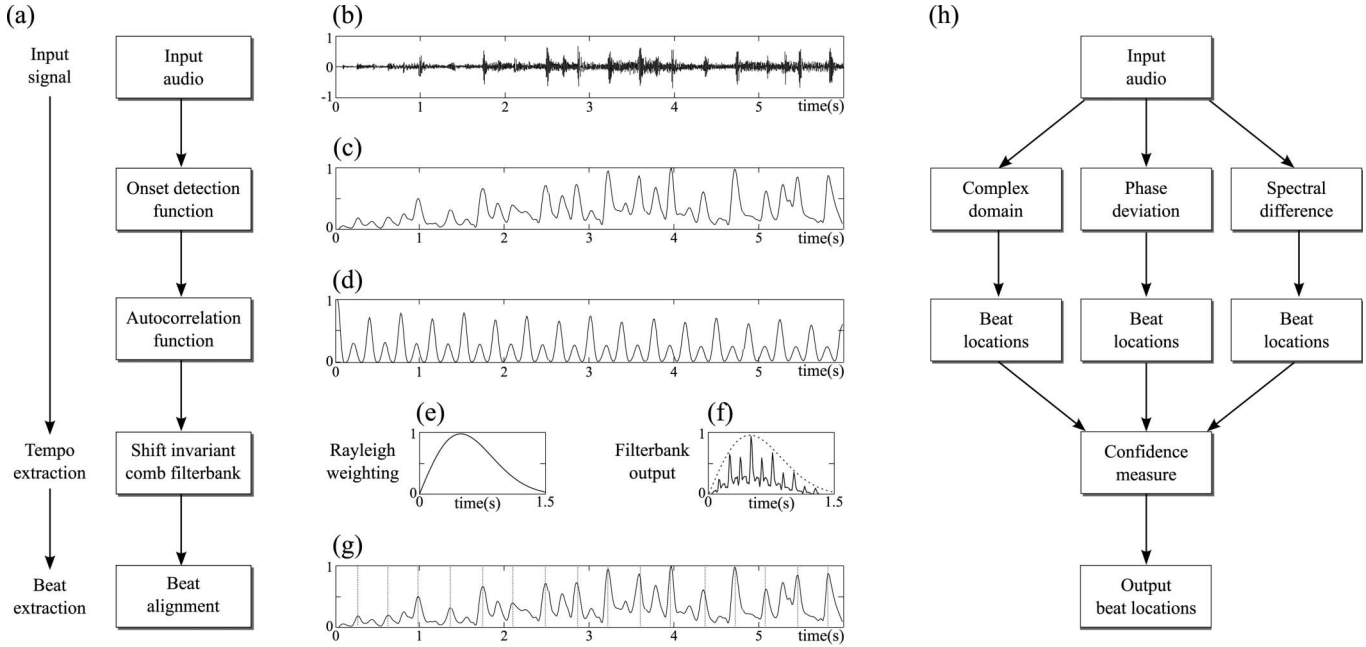 (a)
Input
signal
Tempo
extraction
Beat
extraction
Input
audio
Onset detection
function
Autocorrelation
function
Shift invariant
comb filterbank
Beat
alignment
(b)
1
0
-1
0 1 2 3 4 5 time(s)
(c)
1
0
0 1 2 3 4 5 time(s)
(d)
1
0
0 1 2 3 4 5 time(s)
(e)
Rayleigh
weighting
1
0
0 time(s) 1.5
(f)
Filterbank
output
1
0
0 time(s) 1.5
(g)
1
0
0 1 2 3 4 5 time(s)
(h)
Input
audio
Complex
domain
Phase
deviation
Spectral
difference
Beat
locations
Beat
locations
Beat
locations
Confidence
measure
Output
beat locations